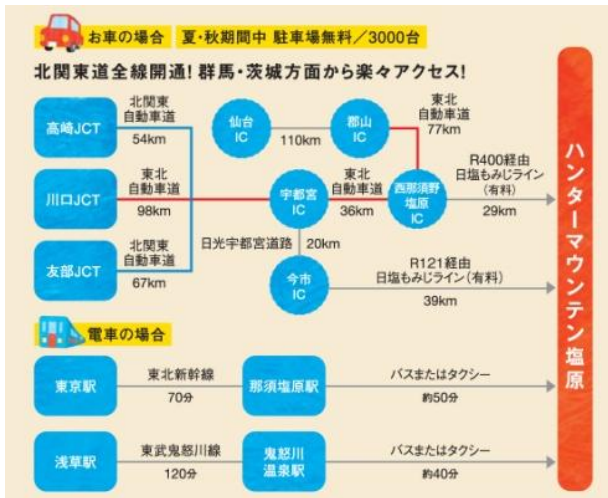 お車の場合
夏・秋期間中 駐車場無料／3000台
北関東道全線開通！群馬・茨城方面から楽々アクセス！
高崎JCT
北関東
自動車道
54km
仙台
IC
110km
郡山
IC
東北
自動車道
77km
川口JCT
東北
自動車道
98km
宇都宮
IC
東北
自動車道
36km
西那須野
塩原
IC
R400経由
日塩もみじライン
(有料)
29km
友部JCT
北関東
自動車道
67km
日光宇都宮道路
20km
今市
IC
R121経由
日塩もみじライン(有料)
39km
ハンターマウンテン塩原
電車の場合
東京駅
東北新幹線
70分
那須塩原駅
バスまたはタクシー
約50分
浅草駅
東武鬼怒川線
120分
鬼怒川
温泉駅
バスまたはタクシー
約40分